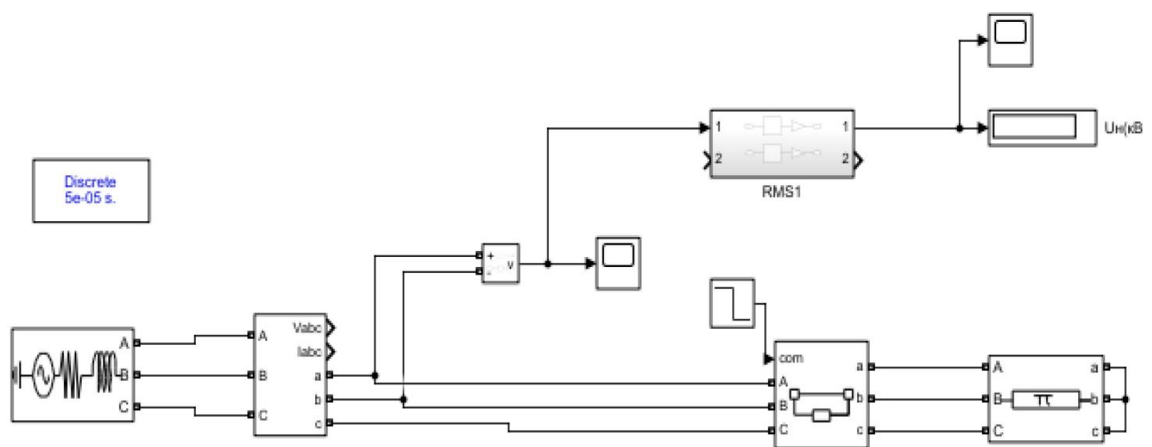 1
1
2
2
Uн(кВ
RMS1
Discrete
5e-05 s.
+
-
v
A
B
C
A
B
C
Vabc
Iabc
a
b
c
com
A
B
C
a
b
c
A
B
C
π
a
b
c